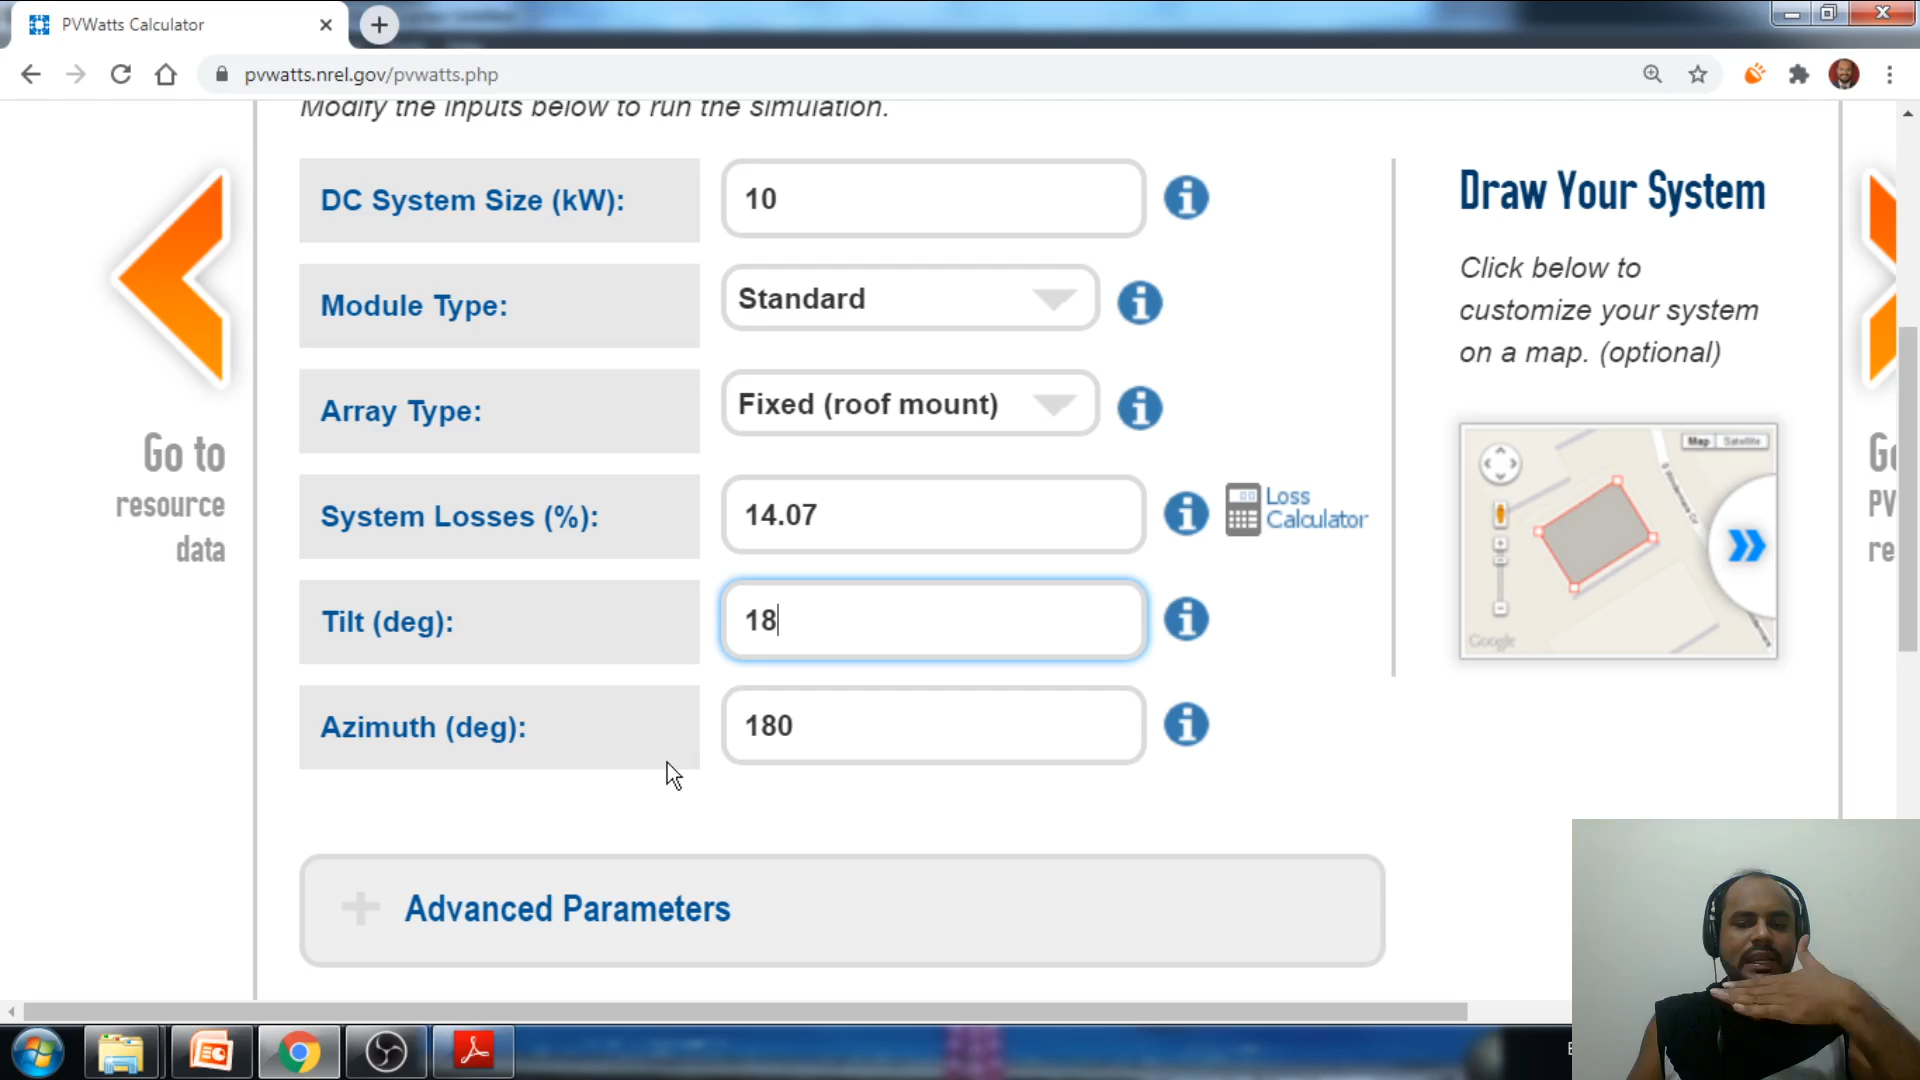 PVWatts Calculator
pvwatts.nrel.gov/pvwatts.php
Modify the inputs below to run the simulation.
DC System Size (kW):
10
Module Type:
Standard
Array Type:
Fixed (roof mount)
System Losses (%):
14.07
Loss
Calculator
Tilt (deg):
18
Azimuth (deg):
180
Advanced Parameters
Draw Your System
Click below to
customize your system
on a map. (optional)
Map
Satellite
Google
Go to
resource
data